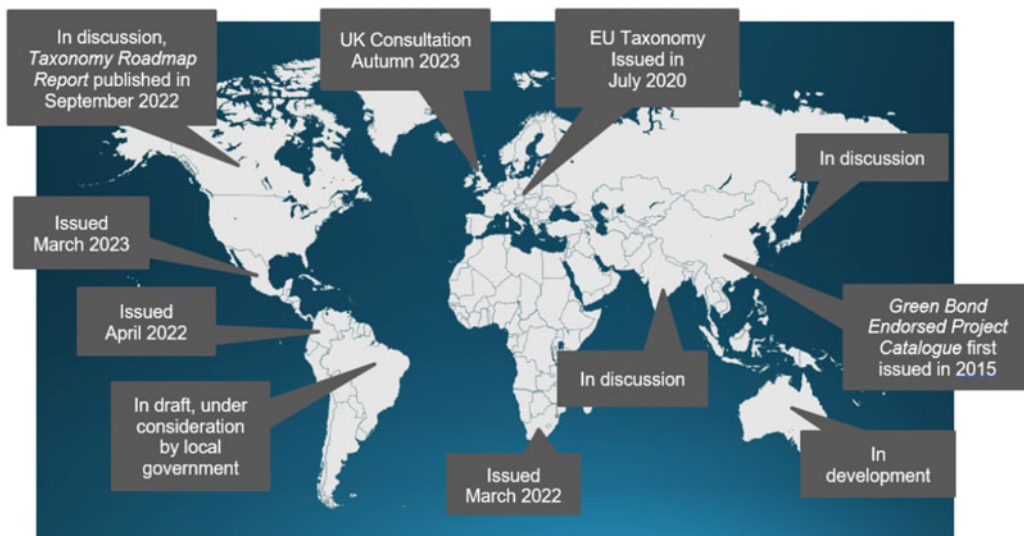 In discussion,
Taxonomy Roadmap
Report published in
September 2022
UK Consultation
Autumn 2023
EU Taxonomy
Issued in
July 2020
In discussion
Issued
March 2023
Issued
April 2022
Green Bond
Endorsed Project
Catalogue first
issued in 2015
In discussion
In draft, under
consideration
by local
government
Issued
March 2022
In
development